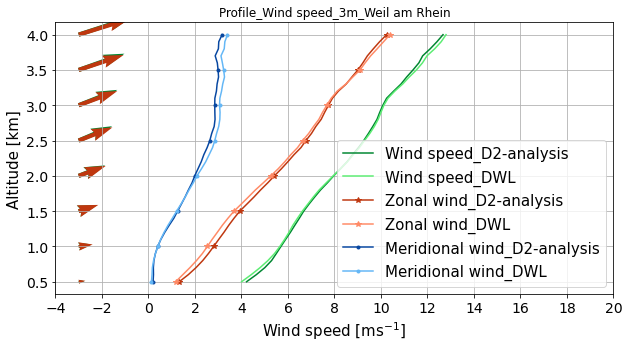 Profile_Wind speed_3m_Weil am Rhein
Altitude [km]
4.0
3.5
3.0
2.5
2.0
1.5
1.0
0.5
Wind speed_D2-analysis
Wind speed_DWL
Zonal wind_D2-analysis
Zonal wind_DWL
Meridional wind_D2-analysis
Meridional wind_DWL
−4 −2 0 2 4 6 8 10 12 14 16 18 20
Wind speed [ms⁻¹]